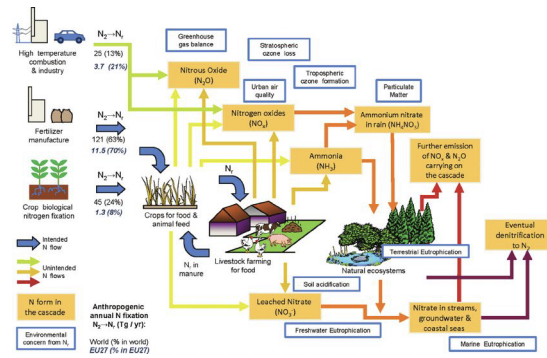 High temperature
combustion
& industry
N₂→Nᵣ
25 (13%)
3.7 (21%)
Fertilizer
manufacture
N₂→Nᵣ
121 (63%)
11.5 (70%)
Crop biological
nitrogen fixation
N₂→Nᵣ
45 (24%)
1.3 (8%)
Greenhouse
gas balance
Stratospheric
ozone loss
Nitrous Oxide
(N₂O)
Tropospheric
ozone formation
Urban air
quality
Particulate
Matter
Nitrogen oxides
(NOₓ)
Ammonium nitrate
in rain (NH₄NO₃)
Ammonia
(NH₃)
Further emission
of NOₓ & N₂O
carrying on
the cascade
Nᵣ
Crops for food &
animal feed
Nᵣ in
manure
Livestock farming
for food
Natural ecosystems
Terrestrial Eutrophication
Eventual
denitrification
to N₂
Soil acidification
Leached Nitrate
(NO₃⁻)
Nitrate in streams,
groundwater &
coastal seas
Freshwater Eutrophication
Marine Eutrophication
Intended
N flow
Unintended
N flows
N form in
the cascade
Environmental
concern from Nᵣ
Anthropogenic
annual N fixation
N₂→Nᵣ (Tg / yr):
World (% in world)
EU27 (% in EU27)